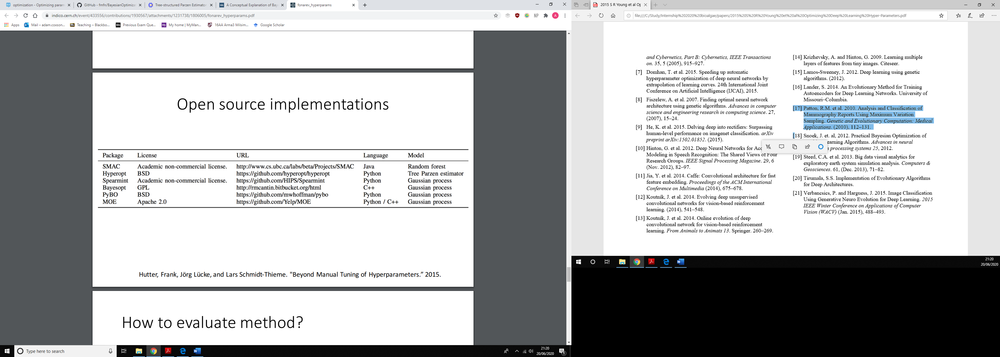 optimization - Optimizing param
GitHub - fmfn/BayesianOptimiza
Tree-structured Parzen Estimator
A Conceptual Explanation of Bay
fonarev_hyperparams
indico.cern.ch/event/433556/contributions/1930567/attachments/1231738/1806005/fonarev_hyperparams.pdf
NP
A
Apps
Mail – adam.coxson...
Bb Teaching – Blackbo...
Bb Previous Exam Que...
My My home | MyMan...
16AA Arma3 Milsim...
Google Scholar
Open source implementations
Package License URL Language Model
SMAC Academic non-commercial license. http://www.cs.ubc.ca/labs/beta/Projects/SMAC Java Random forest
Hyperopt BSD https://github.com/hyperopt/hyperopt Python Tree Parzen estimator
Spearmint Academic non-commercial license. https://github.com/HIPS/Spearmint Python Gaussian process
Bayesopt GPL http://rmcantin.bitbucket.org/html C++ Gaussian process
PyBO BSD https://github.com/mwhoffman/pybo Python Gaussian process
MOE Apache 2.0 https://github.com/Yelp/MOE Python / C++ Gaussian process
Hutter, Frank, Jörg Lücke, and Lars Schmidt-Thieme. "Beyond Manual Tuning of Hyperparameters.” 2015.
How to evaluate method?
Type here to search
21:20
20/06/2020
1
2015 S R Young et al Op
file:///C:/Study/Internship%202020%20bioalgae/papers/2015%20S%20R%20Young%20et%20al%20Optimizing%20Deep%20Learning%20Hyper-Parameters.pdf
and Cybernetics, Part B: Cybernetics, IEEE Transactions
on. 35, 5 (2005), 915–927.
[7] Domhan, T. et al. 2015. Speeding up automatic
hyperparameter optimization of deep neural networks by
extrapolation of learning curves. 24th International Joint
Conference on Artificial Intelligence (IJCAI), 2015.
[8] Fiszelew, A. et al. 2007. Finding optimal neural network
architecture using genetic algorithms. Advances in computer
science and engineering research in computing science. 27,
(2007), 15–24.
[9] He, K. et al. 2015. Delving deep into rectifiers: Surpassing
human-level performance on imagenet classification. arXiv
preprint arXiv:1502.01852. (2015).
[10] Hinton, G. et al. 2012. Deep Neural Networks for Aco
Modeling in Speech Recognition: The Shared Views of Four
Research Groups. IEEE Signal Processing Magazine. 29, 6
(Nov. 2012), 82–97.
[11] Jia, Y. et al. 2014. Caffe: Convolutional architecture for fast
feature embedding. Proceedings of the ACM International
Conference on Multimedia (2014), 675–678.
[12] Koutník, J. et al. 2014. Evolving deep unsupervised
convolutional networks for vision-based reinforcement
learning. (2014), 541–548.
[13] Koutník, J. et al. 2014. Online evolution of deep
convolutional network for vision-based reinforcement
learning. From Animals to Animats 13. Springer. 260–269.
[14] Krizhevsky, A. and Hinton, G. 2009. Learning multiple
layers of features from tiny images. Citeseer.
[15] Lamos-Sweeney, J. 2012. Deep learning using genetic
algorithms. (2012).
[16] Lander, S. 2014. An Evolutionary Method for Training
Autoencoders for Deep Learning Networks. University of
Missouri–Columbia.
[17] Patton, R.M. et al. 2010. Analysis and Classification of
Mammography Reports Using Maximum Variation
Sampling. Genetic and Evolutionary Computation: Medical
Applications. (2010), 112–131.
[18] Snoek, J. et. al, 2012. Practical Bayesian Optimization of
earning Algorithms. Advances in neural
processing systems 25, 2012.
[19] Steed, C.A. et al. 2013. Big data visual analytics for
exploratory earth system simulation analysis. Computers &
Geosciences. 61, (Dec. 2013), 71–82.
[20] Tirumala, S.S. Implementation of Evolutionary Algorithms
for Deep Architectures.
[21] Verbancsics, P. and Harguess, J. 2015. Image Classification
Using Generative Neuro Evolution for Deep Learning. 2015
IEEE Winter Conference on Applications of Computer
Vision (WACV) (Jan. 2015), 488–493.
21:20
20/06/2020